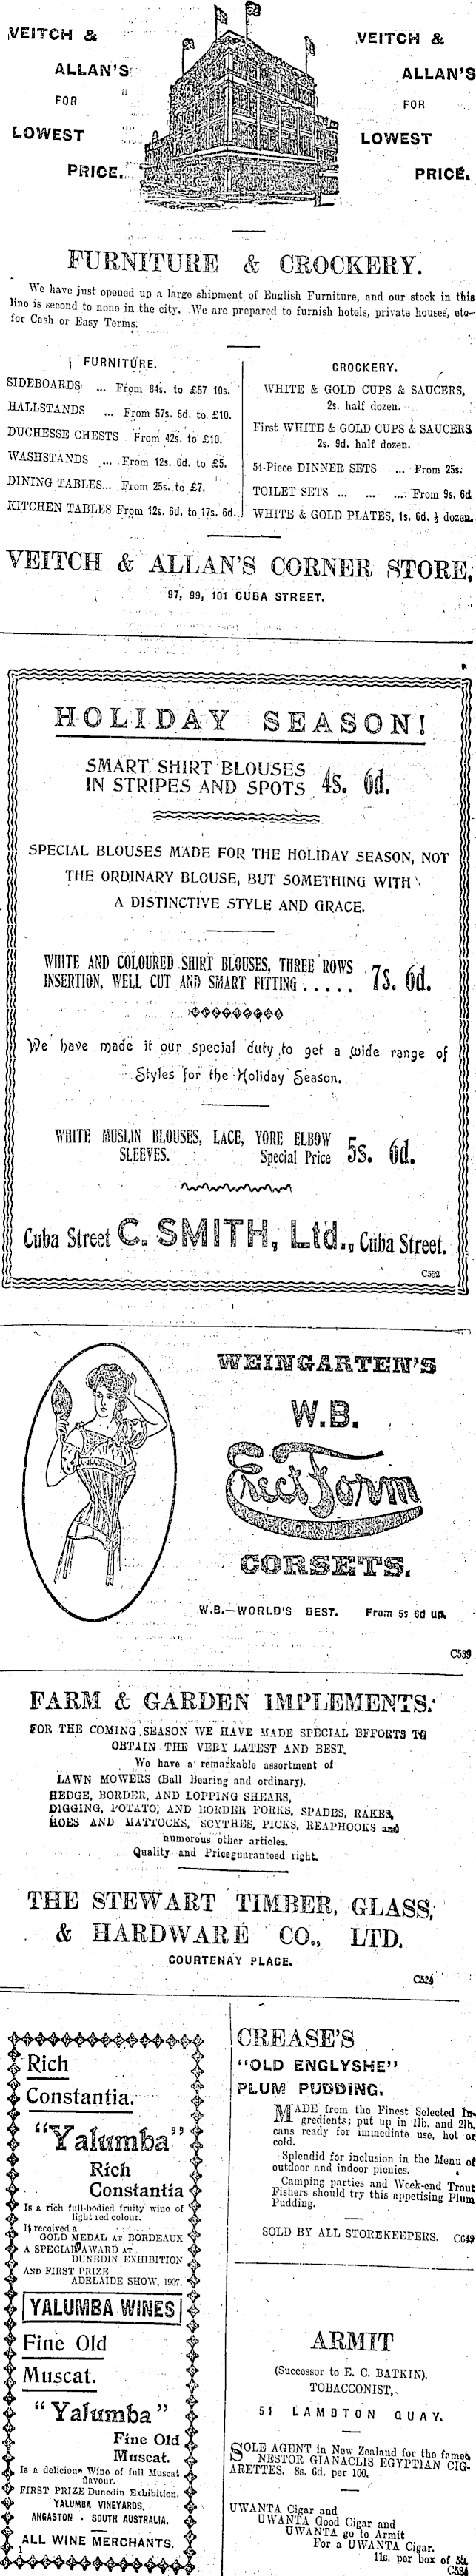 VEITCH &
ALLAN'S
FOR
LOWEST
PRICE.
VEITCH &
ALLAN'S
FOR
LOWEST
PRICE.
FURNITURE & CROCKERY.
We have just opened up a large shipment of English Furniture, and our stock in this
line is second to none in the city. We are prepared to furnish hotels, private houses, etc—
for Cash or Easy Terms.
FURNITURE.
SIDEBOARDS ... From 84s. to £57 10s.
HALLSTANDS ... From 57s. 6d. to £10.
DUCHESSE CHESTS From 42s. to £10.
WASHSTANDS ... From 12s. 6d. to £5.
DINING TABLES... From 25s. to £7.
KITCHEN TABLES From 12s. 6d. to 17s. 6d.
CROCKERY.
WHITE & GOLD CUPS & SAUCERS,
2s. half dozen.
First WHITE & GOLD CUPS & SAUCERS
2s. 9d. half dozen.
54-Piece DINNER SETS ... From 25s.
TOILET SETS ... ... ... From 9s. 6d.
WHITE & GOLD PLATES, 1s. 6d. ½ dozen.
VEITCH & ALLAN'S CORNER STORE,
97, 99, 101 CUBA STREET.
HOLIDAY SEASON!
SMART SHIRT BLOUSES
IN STRIPES AND SPOTS 4s. 6d.
SPECIAL BLOUSES MADE FOR THE HOLIDAY SEASON, NOT
THE ORDINARY BLOUSE, BUT SOMETHING WITH
A DISTINCTIVE STYLE AND GRACE.
WHITE AND COLOURED SHIRT BLOUSES, THREE ROWS
INSERTION, WELL CUT AND SMART FITTING ..... 7s. 6d.
We have made it our special duty to get a wide range of
Styles for the Holiday Season.
WHITE MUSLIN BLOUSES, LACE, YORE ELBOW
SLEEVES. Special Price 5s. 6d.
Cuba Street C. SMITH, Ltd., Cuba Street.
C532
WEINGARTEN'S
W.B.
Erect Form
CORSETS.
W.B.—WORLD'S BEST. From 5s 6d up.
C539
FARM & GARDEN IMPLEMENTS.
FOR THE COMING SEASON WE HAVE MADE SPECIAL EFFORTS TO
OBTAIN THE VERY LATEST AND BEST.
We have a remarkable assortment of
LAWN MOWERS (Ball Bearing and ordinary).
HEDGE, BORDER, AND LOPPING SHEARS,
DIGGING, POTATO, AND BORDER FORKS, SPADES, RAKES,
HOES AND MATTOCKS, SCYTHES, PICKS, REAPHOOKS and
numerous other articles.
Quality and Priceguaranteed right.
THE STEWART TIMBER, GLASS,
& HARDWARE CO., LTD.
COURTENAY PLACE.
C524
Rich
Constantia.
"Yalumba"
Rich
Constantia
Is a rich full-bodied fruity wine of
light red colour.
It received a
GOLD MEDAL AT BORDEAUX
A SPECIAL AWARD AT
DUNEDIN EXHIBITION
AND FIRST PRIZE
ADELAIDE SHOW, 1907.
YALUMBA WINES
Fine Old
Muscat.
"Yalumba"
Fine Old
Muscat.
Is a delicious Wine of full Muscat
flavour.
FIRST PRIZE Dunedin Exhibition.
YALUMBA VINEYARDS,
ANGASTON - SOUTH AUSTRALIA.
ALL WINE MERCHANTS.
CREASE'S
"OLD ENGLYSHE"
PLUM PUDDING.
MADE from the Finest Selected In-
gredients; put up in 1lb. and 2lb.
cans ready for immediate use, hot or
cold.
Splendid for inclusion in the Menu of
outdoor and indoor picnics.
Camping parties and Week-end Trout
Fishers should try this appetising Plum
Pudding.
SOLD BY ALL STOREKEEPERS. C649
ARMIT
(Successor to E. C. BATKIN).
TOBACCONIST,
51 LAMBTON QUAY.
SOLE AGENT in New Zealand for the famed
NESTOR GIANACLIS EGYPTIAN CIG-
ARETTES. 8s. 6d. per 100.
UWANTA Cigar and
UWANTA Good Cigar and
UWANTA go to Armit
For a UWANTA Cigar.
11s. per box of